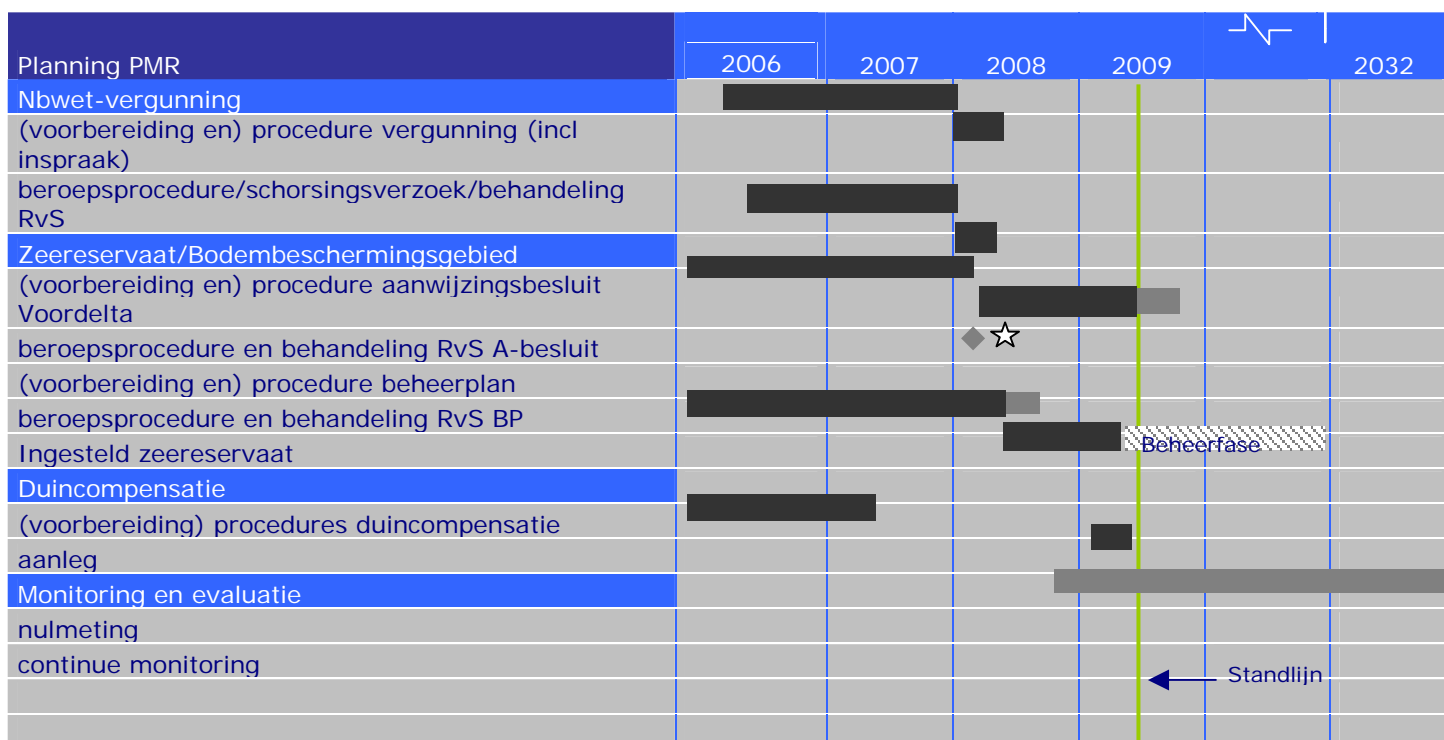 Planning PMR 2006 2007 2008 2009 2032
Nbwet-vergunning
(voorbereiding en) procedure vergunning (incl
inspraak)
beroepsprocedure/schorsingsverzoek/behandeling
RvS
Zeereservaat/Bodembeschermingsgebied
(voorbereiding en) procedure aanwijzingsbesluit
Voordelta
beroepsprocedure en behandeling RvS A-besluit
(voorbereiding en) procedure beheerplan
beroepsprocedure en behandeling RvS BP
Ingesteld zeereservaat
Beheerfase
Duincompensatie
(voorbereiding) procedures duincompensatie
aanleg
Monitoring en evaluatie
nulmeting
continue monitoring
Standlijn